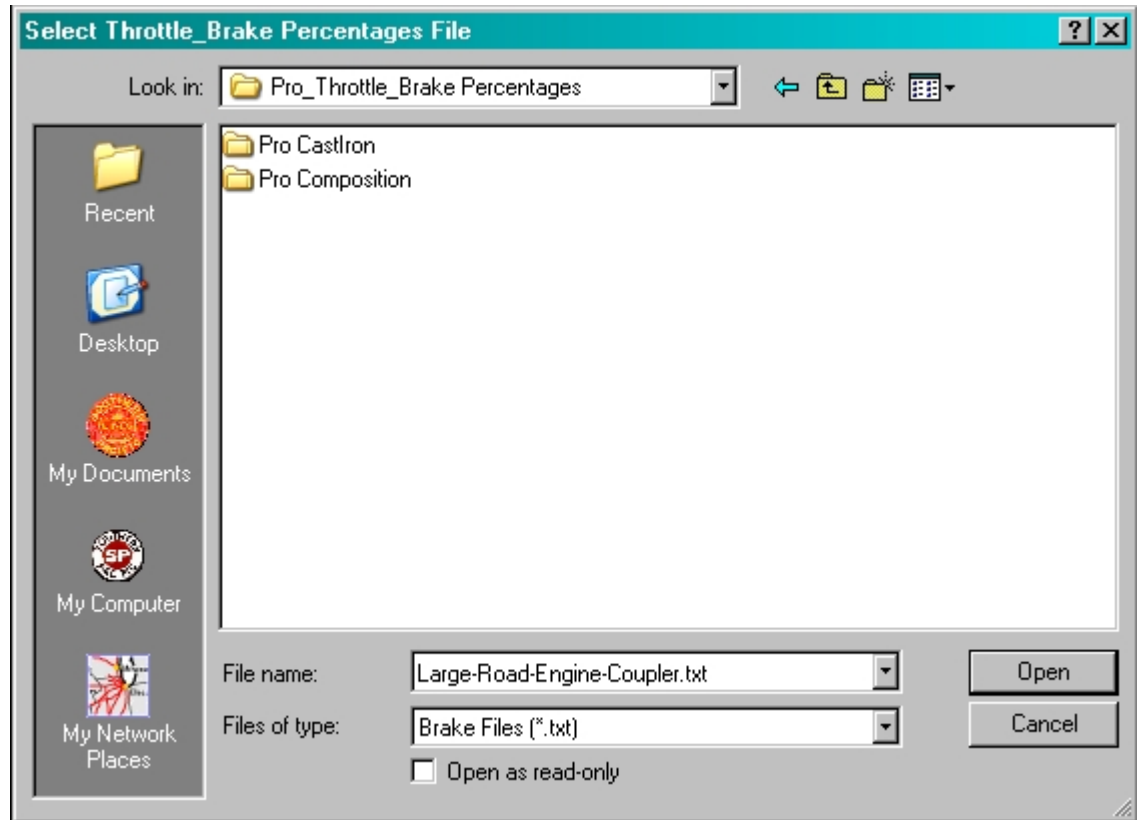 Select Throttle_Brake Percentages File
Look in:
Pro_Throttle_Brake Percentages
Pro CastIron
Pro Composition
Recent
Desktop
My Documents
My Computer
My Network
Places
File name:
Large-Road-Engine-Coupler.txt
Open
Files of type:
Brake Files (*.txt)
Cancel
Open as read-only